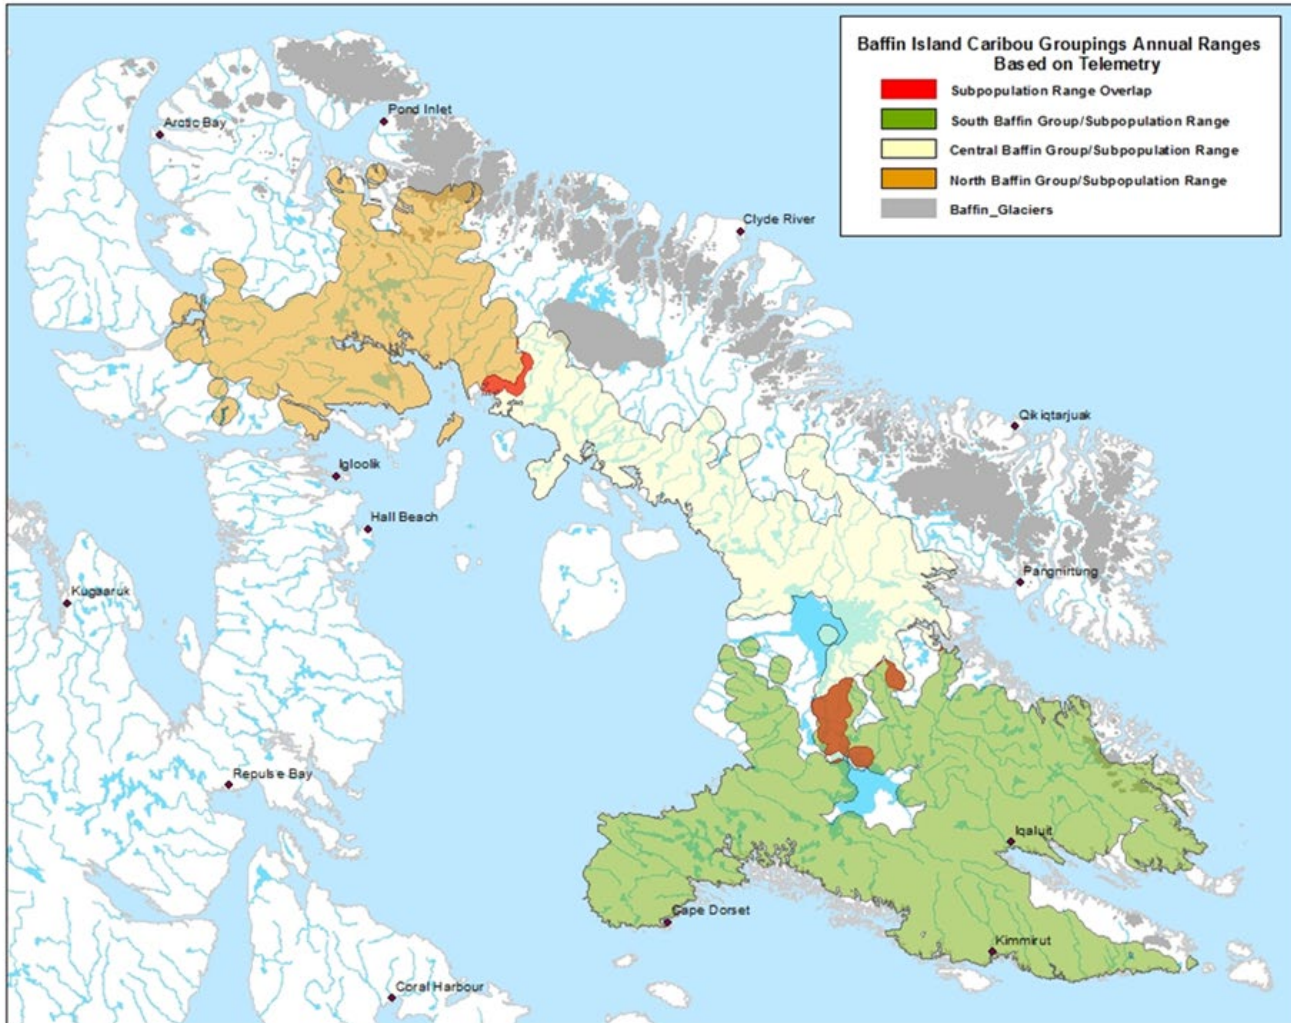 Baffin Island Caribou Groupings Annual Ranges
Based on Telemetry
Subpopulation Range Overlap
South Baffin Group/Subpopulation Range
Central Baffin Group/Subpopulation Range
North Baffin Group/Subpopulation Range
Baffin_Glaciers
Pond Inlet
Arctic Bay
Clyde River
Qikiqtarjuak
Igloolik
Hall Beach
Pangnirtung
Kugaaruk
Repulse Bay
Iqaluit
Cape Dorset
Kimmirut
Coral Harbour